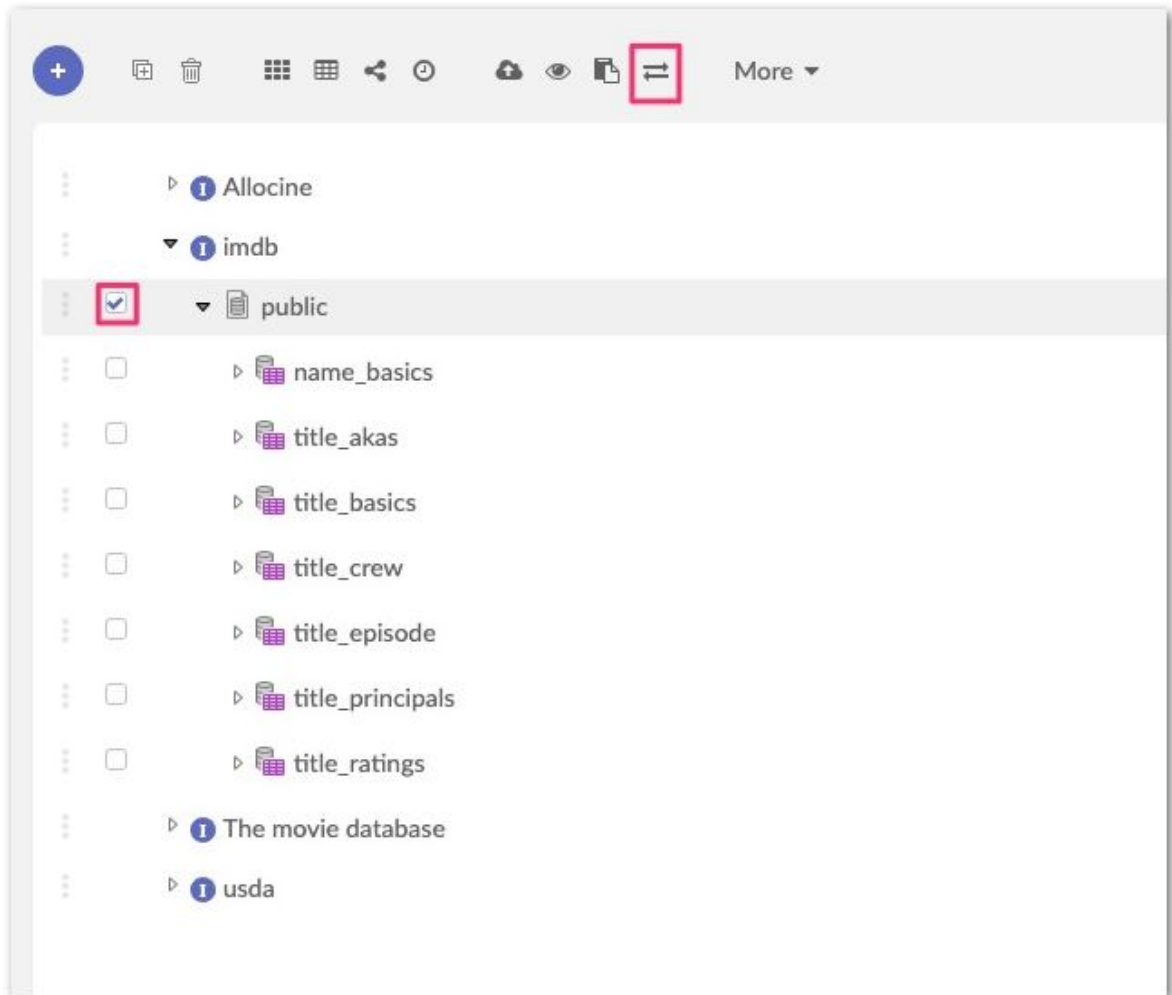 More
Allocine
imdb
public
name_basics
title_akas
title_basics
title_crew
title_episode
title_principals
title_ratings
The movie database
usda